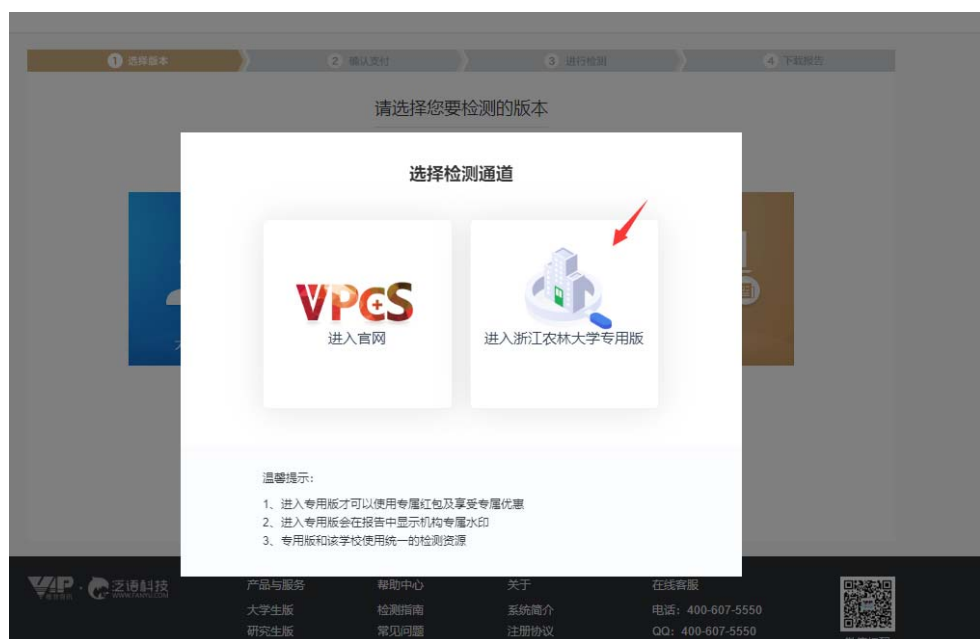 1 选择版本
2 确认支付
3 进行检测
4 下载报告
请选择您要检测的版本
选择检测通道
VPCS
进入官网
进入浙江农林大学专用版
温馨提示：
1、进入专用版才可以使用专属红包及享受专属优惠
2、进入专用版会在报告中显示机构专属水印
3、专用版和该学校使用统一的检测资源
VIP
泛语科技
WWW.FANYU.COM
产品与服务
大学生版
研究生版
帮助中心
检测指南
常见问题
关于
系统简介
注册协议
在线客服
电话：400-607-5550
QQ：400-607-5550